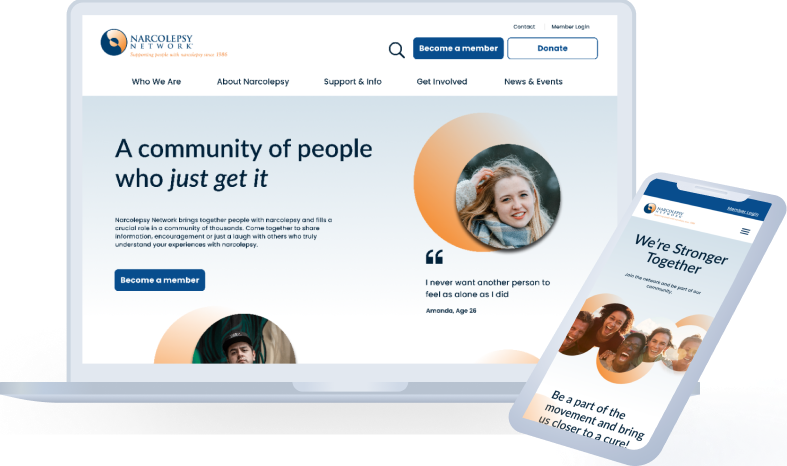 Contact
Member Login
NARCOLEPSY
NETWORK
Supporting people with narcolepsy since 1986
Become a member
Donate
Who We Are
About Narcolepsy
Support & Info
Get Involved
News & Events
A community of people
who just get it
Narcolepsy Network brings together people with narcolepsy and fills a
crucial role in a community of thousands. Come together to share
information, encouragement or just a laugh with others who truly
understand your experiences with narcolepsy.
Become a member
“
I never want another person to
feel as alone as I did
Amanda, Age 26
Member Login
NARCOLEPSY
NETWORK
We're Stronger
Together
Join the network and be part of our
community.
Be a part of the
movement and bring
us closer to a cure!